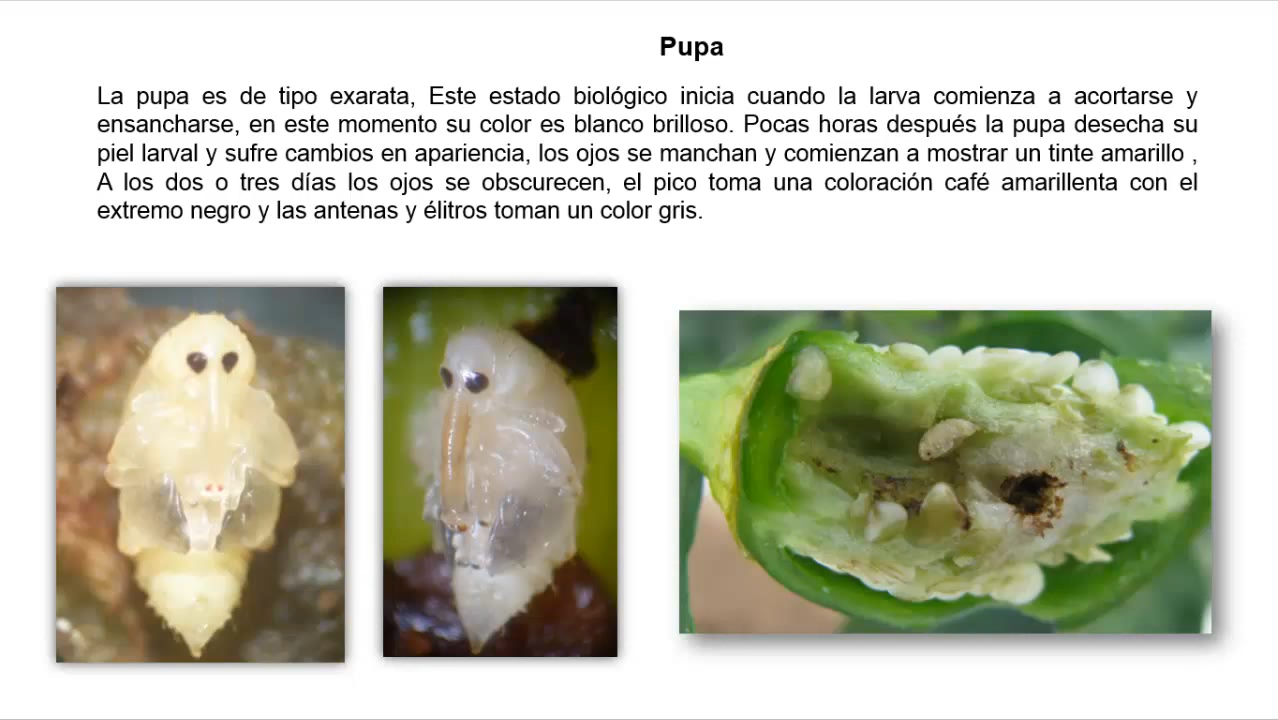 Pupa
La pupa es de tipo exarata, Este estado biológico inicia cuando la larva comienza a acortarse y
ensancharse, en este momento su color es blanco brilloso. Pocas horas después la pupa desecha su
piel larval y sufre cambios en apariencia, los ojos se manchan y comienzan a mostrar un tinte amarillo ,
A los dos o tres días los ojos se obscurecen, el pico toma una coloración café amarillenta con el
extremo negro y las antenas y élitros toman un color gris.